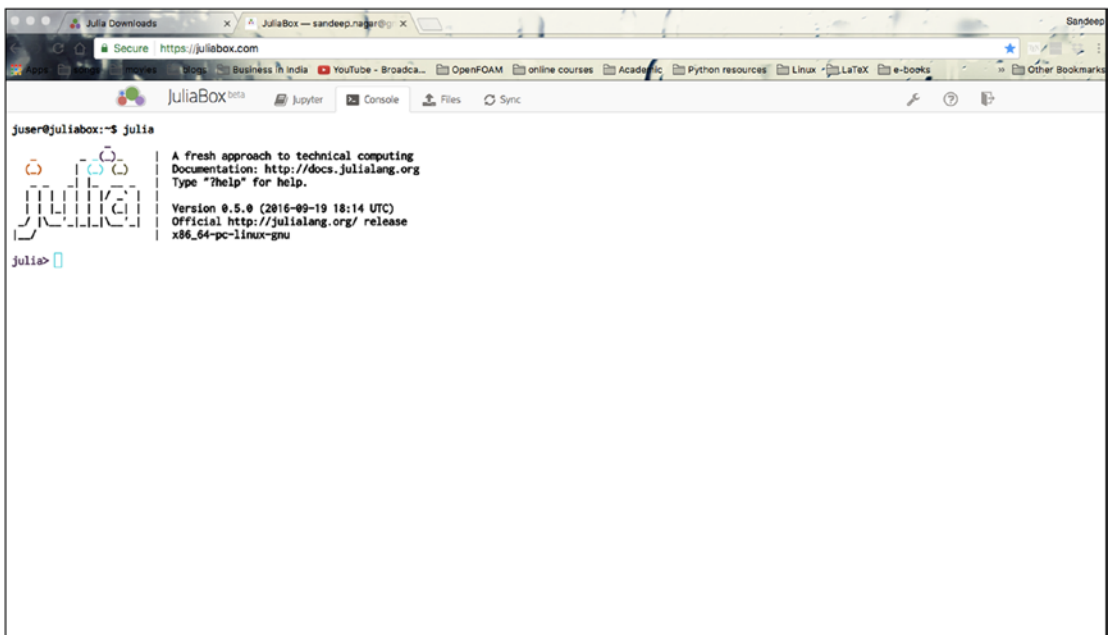 Julia Downloads
JuliaBox — sandeep.nagar@g
Sandeep
Secure https://juliabox.com
Apps songs movies blogs Business in India YouTube - Broadca... OpenFOAM online courses Academic Python resources Linux LaTeX e-books » Other Bookmarks
JuliaBox beta Jupyter Console Files Sync
juser@juliabox:~$ julia
julia
A fresh approach to technical computing
Documentation: http://docs.julialang.org
Type "?help" for help.
Version 0.5.0 (2016-09-19 18:14 UTC)
Official http://julialang.org/ release
x86_64-pc-linux-gnu
julia>